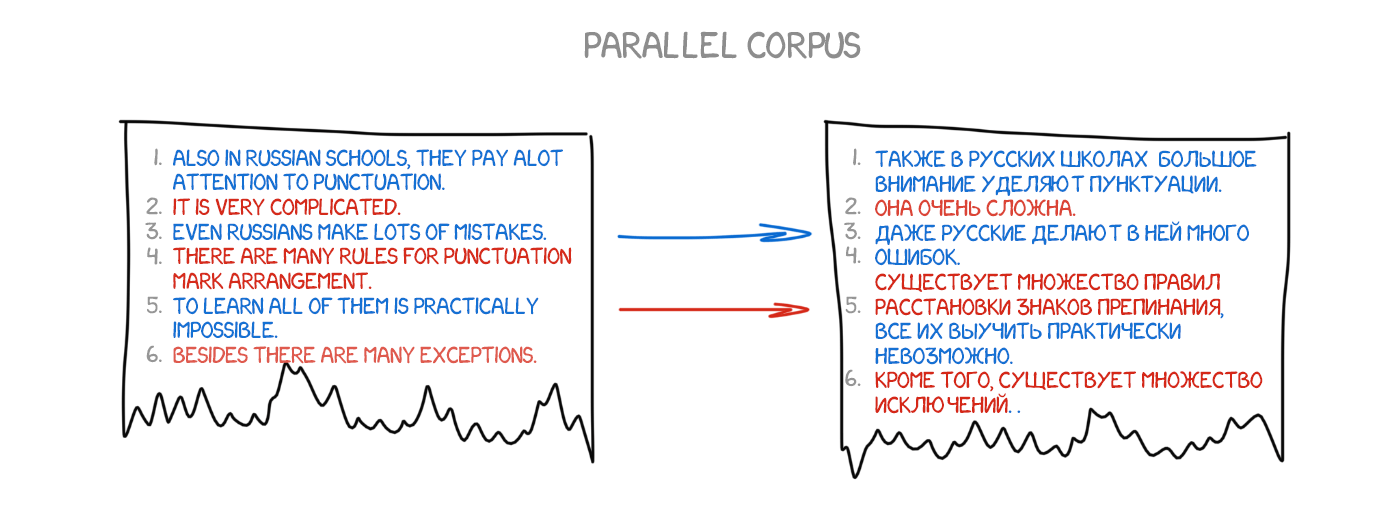 PARALLEL CORPUS
1. ALSO IN RUSSIAN SCHOOLS, THEY PAY ALOT
ATTENTION TO PUNCTUATION.
2. IT IS VERY COMPLICATED.
3. EVEN RUSSIANS MAKE LOTS OF MISTAKES.
4. THERE ARE MANY RULES FOR PUNCTUATION
MARK ARRANGEMENT.
5. TO LEARN ALL OF THEM IS PRACTICALLY
IMPOSSIBLE.
6. BESIDES THERE ARE MANY EXCEPTIONS.
1. ТАКЖЕ В РУССКИХ ШКОЛАХ БОЛЬШОЕ
ВНИМАНИЕ УДЕЛЯЮТ ПУНКТУАЦИИ.
2. ОНА ОЧЕНЬ СЛОЖНА.
3. ДАЖЕ РУССКИЕ ДЕЛАЮТ В НЕЙ МНОГО
4. ОШИБОК.
СУЩЕСТВУЕТ МНОЖЕСТВО ПРАВИЛ
5. РАССТАНОВКИ ЗНАКОВ ПРЕПИНАНИЯ,
ВСЕ ИХ ВЫУЧИТЬ ПРАКТИЧЕСКИ
НЕВОЗМОЖНО.
6. КРОМЕ ТОГО, СУЩЕСТВУЕТ МНОЖЕСТВО
ИСКЛЮЧЕНИЙ. .